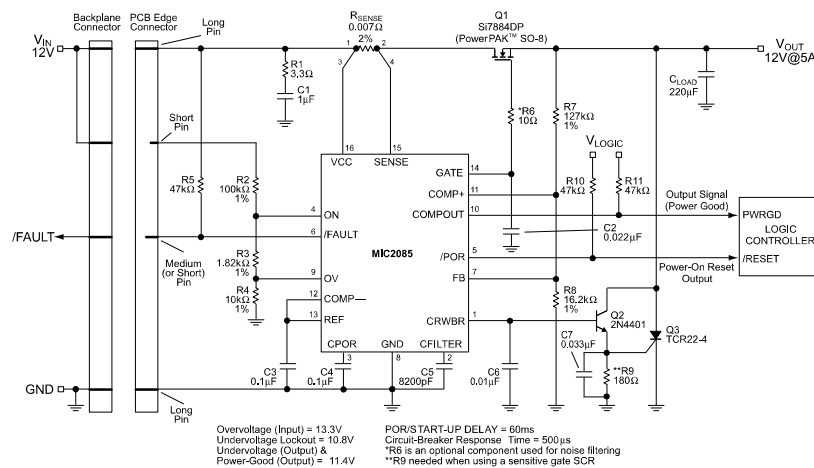 Backplane Connector
PCB Edge Connector
Long Pin
RSENSE
0.007Ω
2%
Q1
Si7884DP
(PowerPAK™ SO-8)
VIN
12V
1
2
3
4
VOUT
12V@5A
R1
3.3Ω
C1
1µF
CLOAD
220µF
*R6
10Ω
R7
127kΩ
1%
Short Pin
VLOGIC
R5
47kΩ
R2
100kΩ
1%
16
VCC
15
SENSE
GATE
14
COMP+
11
COMPOUT
10
R10
47kΩ
R11
47kΩ
Output Signal
(Power Good)
PWRGD
LOGIC CONTROLLER
/RESET
4
ON
/FAULT
6
/FAULT
MIC2085
C2
0.022µF
/POR
5
Power-On Reset
Output
Medium
(or Short)
Pin
R3
1.82kΩ
1%
9
OV
FB
7
R4
10kΩ
1%
12
COMP—
13
REF
R8
16.2kΩ
1%
CRWBR
1
Q2
2N4401
Q3
TCR22-4
C7
0.033µF
CPOR
3
GND
8
CFILTER
2
C3
0.1µF
C4
0.1µF
C5
8200pF
C6
0.01µF
**R9
180Ω
GND
Long Pin
Overvoltage (Input) = 13.3V
Undervoltage Lockout = 10.8V
Undervoltage (Output) &
Power-Good (Output) = 11.4V
POR/START-UP DELAY = 60ms
Circuit-Breaker Response Time = 500µs
*R6 is an optional component used for noise filtering
**R9 needed when using a sensitive gate SCR